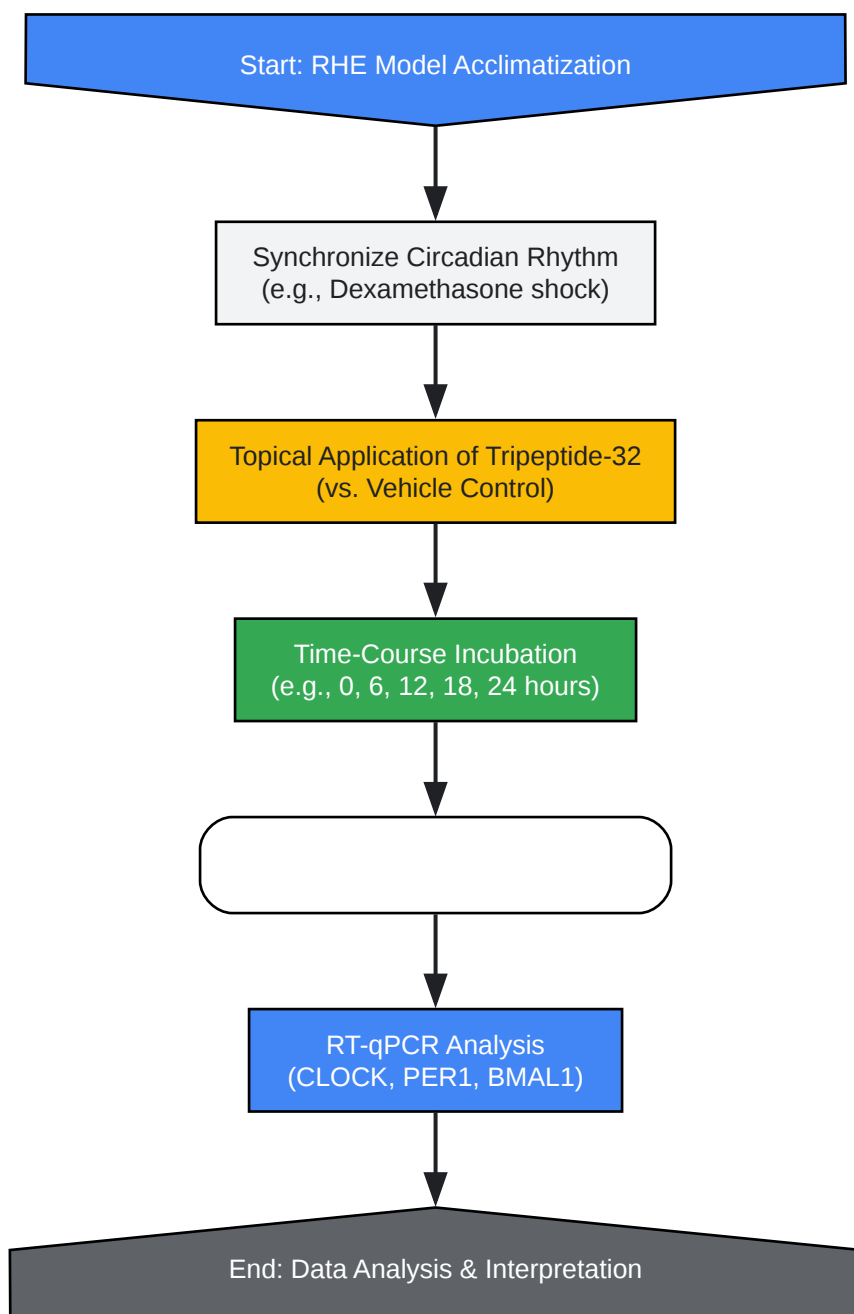 Start: RHE Model Acclimatization
Synchronize Circadian Rhythm
(e.g., Dexamethasone shock)
Topical Application of Tripeptide-32
(vs. Vehicle Control)
Time-Course Incubation
(e.g., 0, 6, 12, 18, 24 hours)
RT-qPCR Analysis
(CLOCK, PER1, BMAL1)
End: Data Analysis & Interpretation